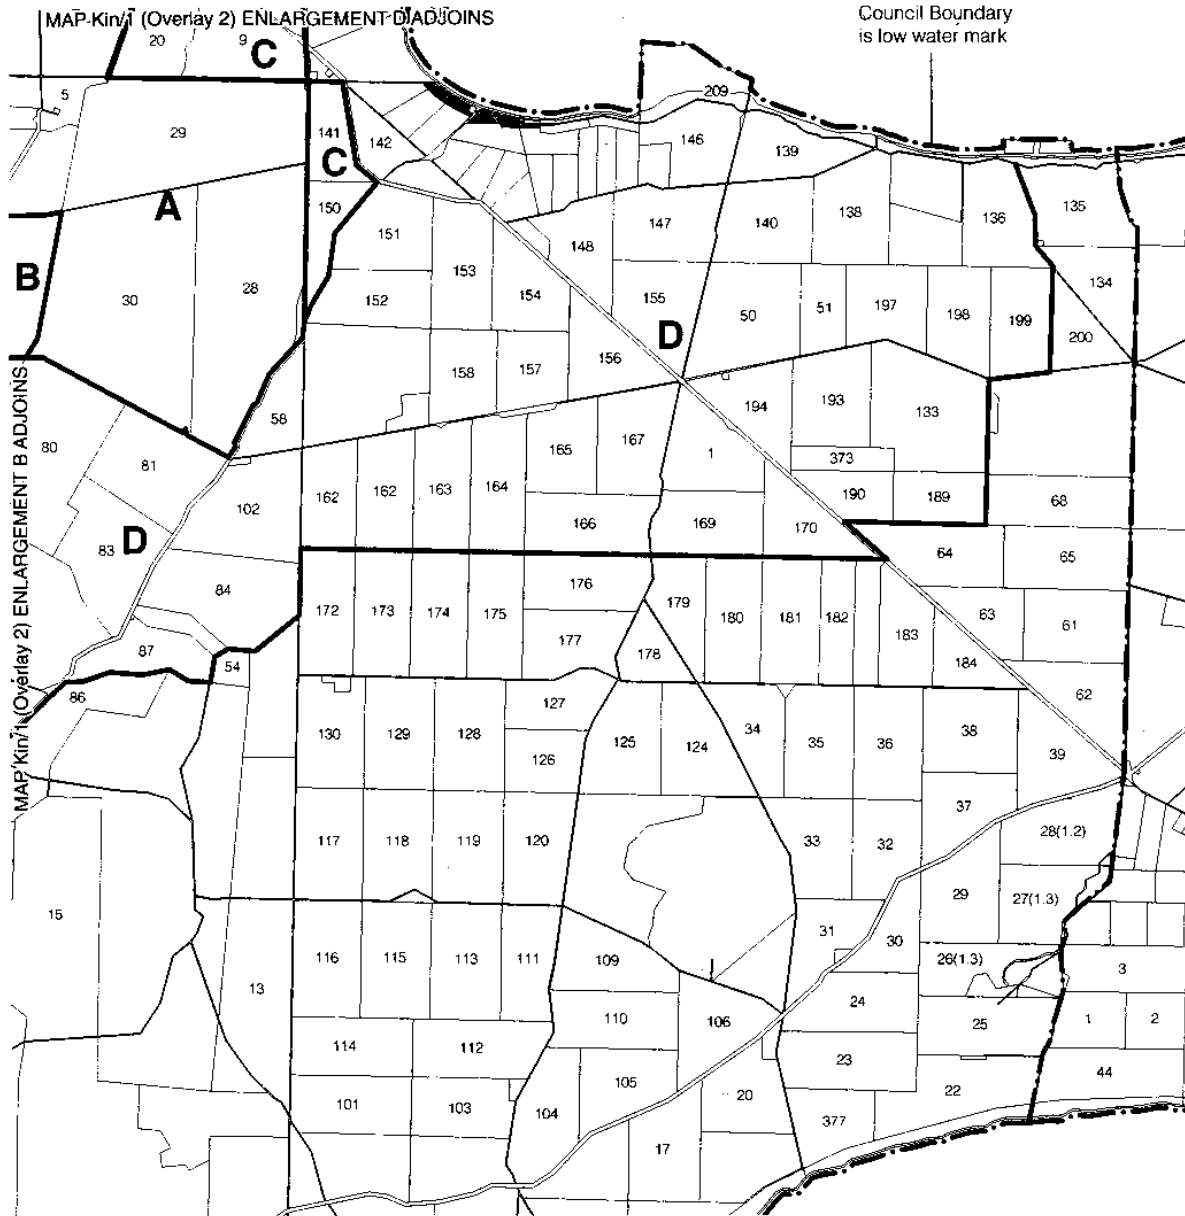 MAP Kin/1 (Overlay 2) ENLARGEMENT D ADJOINS
Council Boundary
is low water mark
20 9 C
5 209
29 141 142 146 139
C
A 150 151 147 140 138 136 135
148
B 30 28 153 134
152 154 155 50 51 197 198 199
D 200
156
158 157
58 194 193 133
80 81 165 167 1 373
162 162 163 164 190 189 68
102
D 166 169 170
83 64 65
84 176 179
172 173 174 175 180 181 182 63 61
87 177 178 183
54 184
MAP Kin/1 (Overlay 2) ENLARGEMENT B ADJOINS
86 62
127 34 38
130 129 128 125 124 35 36 39
126
37
117 118 119 120 33 32 28(1.2)
29 27(1.3)
15 31 30
116 115 113 111 109 26(1.3) 3
13 24
110 106 25 1 2
114 112 23
105 44
101 103 104 20 22
377
17